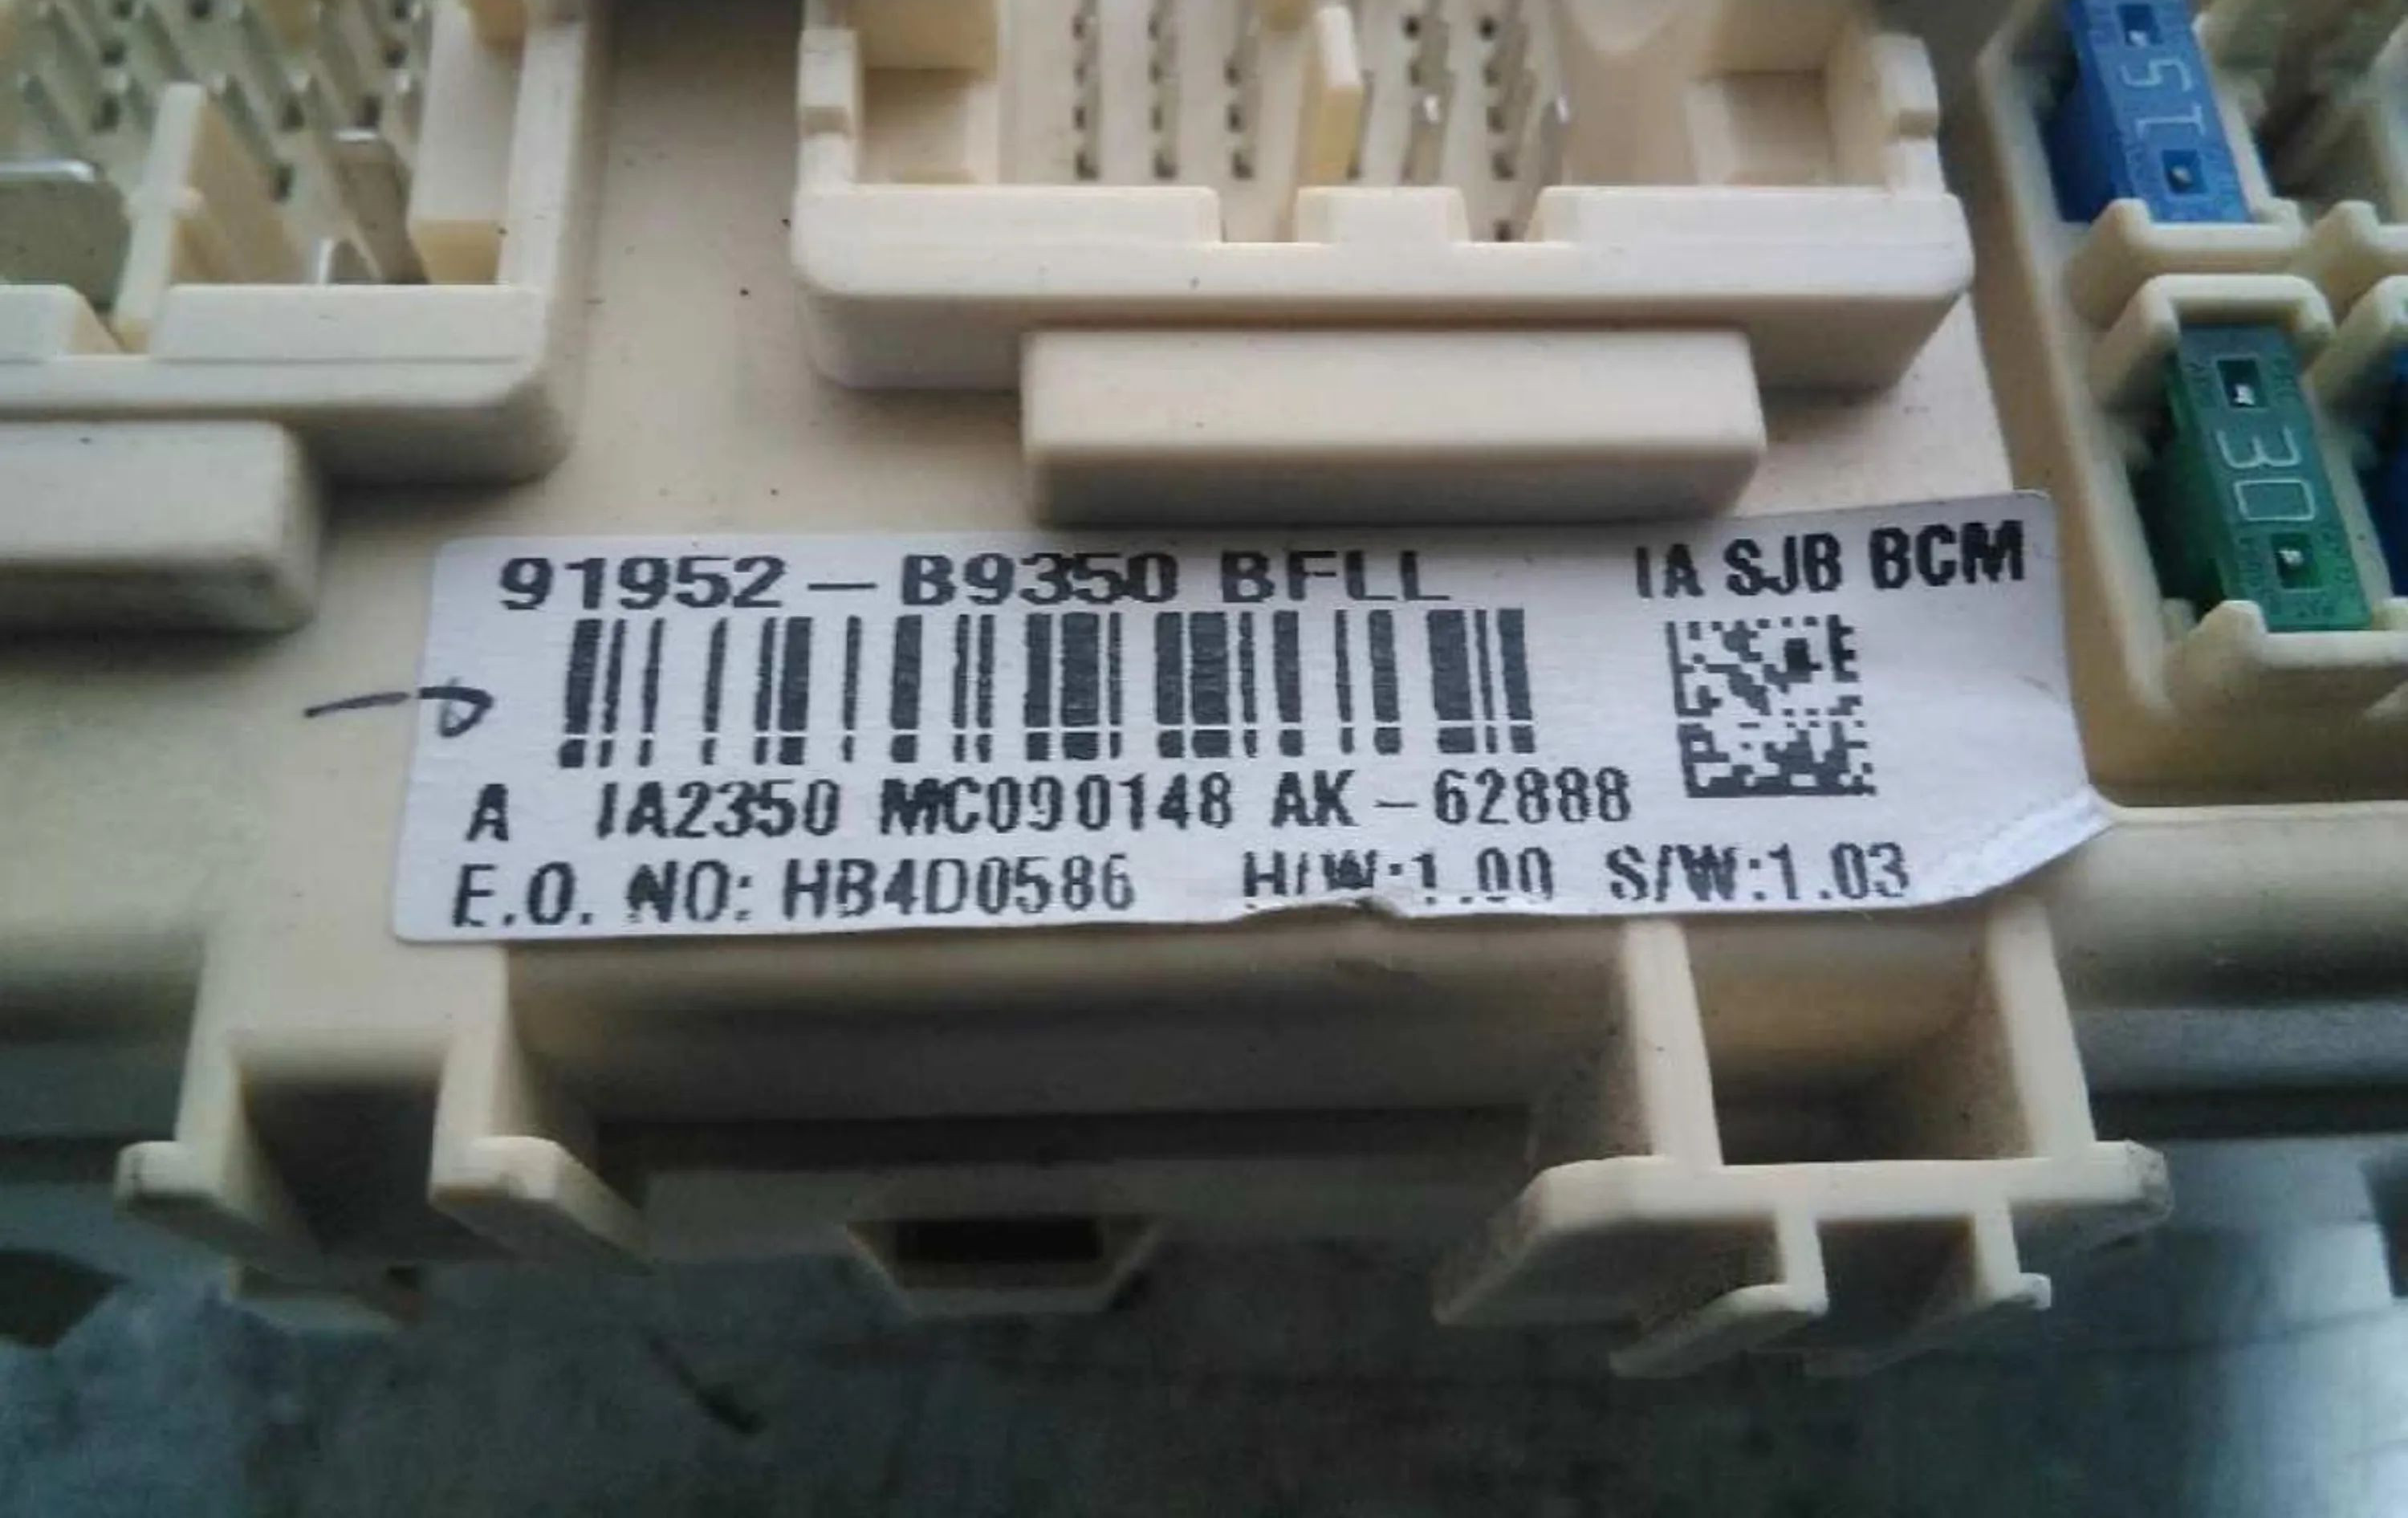 15
91952-B9350 BFLL IA SJB BCM
30
A IA2350 MC090148 AK-62888
E.O. NO: HB4D0586 H/W:1.00 S/W:1.03